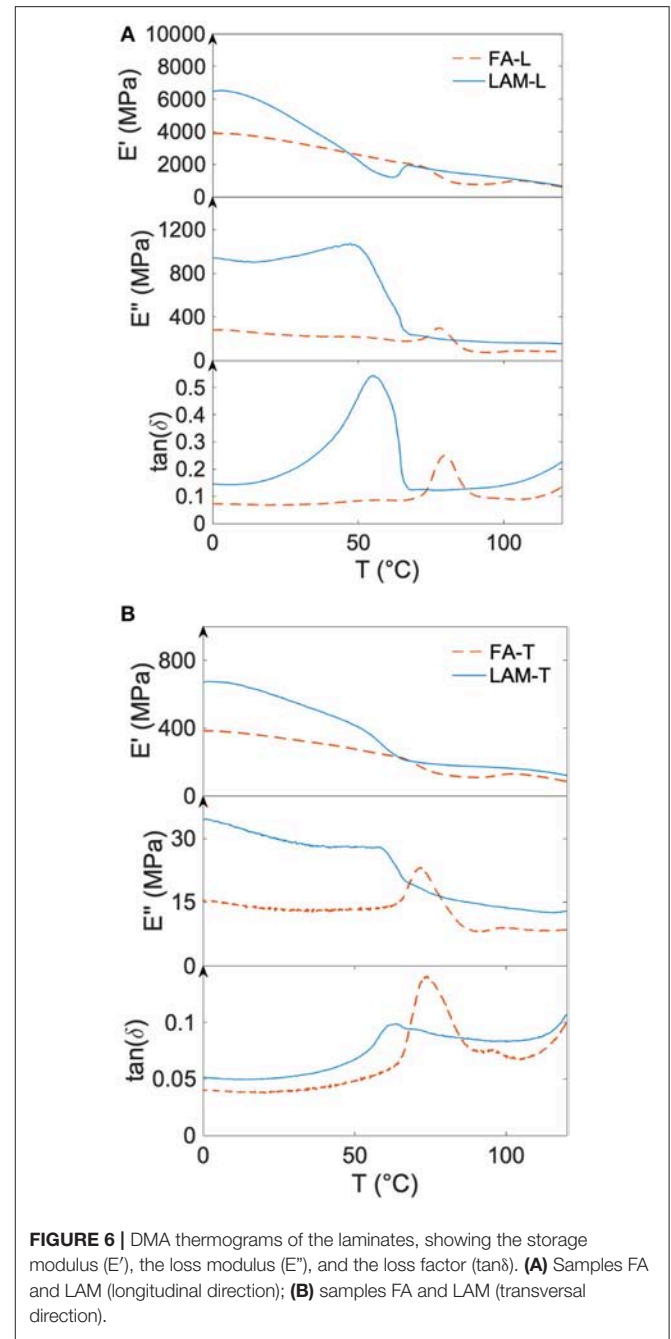 A
10000
8000
6000
4000
2000
0
E' (MPa)
FA-L
LAM-L
1200
800
400
0
E" (MPa)
0.5
0.4
0.3
0.2
0.1
0
tan(δ)
0 50 100
T (°C)
B
800
400
0
E' (MPa)
FA-T
LAM-T
30
15
0
E" (MPa)
0.1
0.05
0
tan(δ)
0 50 100
T (°C)
FIGURE 6 | DMA thermograms of the laminates, showing the storage
modulus (E′), the loss modulus (E"), and the loss factor (tanδ). (A) Samples FA
and LAM (longitudinal direction); (B) samples FA and LAM (transversal
direction).